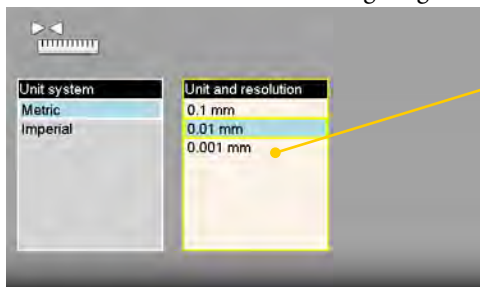 Unit system
Metric
Imperial
Unit and resolution
0.1 mm
0.01 mm
0.001 mm